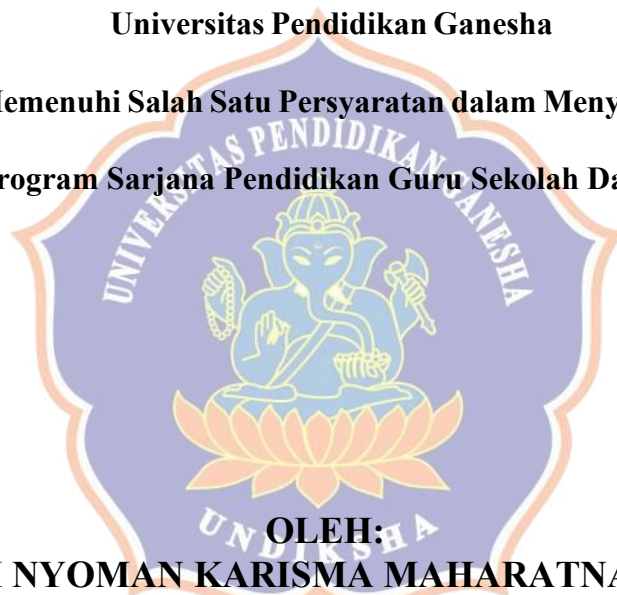 Universitas Pendidikan Ganesha
Memenuhi Salah Satu Persyaratan dalam Meny
rogram Sarjana Pendidikan Guru Sekolah Da
UNIVERSITAS PENDIDIKAN GANESHA
UNDIKSHA
OLEH:
I NYOMAN KARISMA MAHARATNA